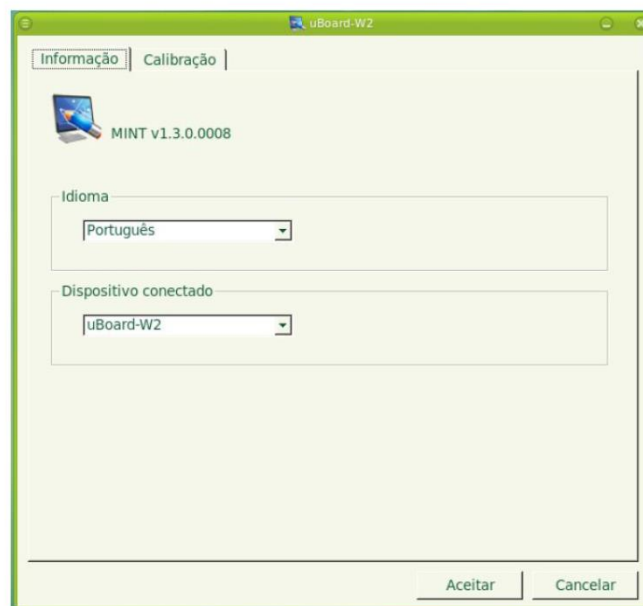 uBoard-W2
Informação Calibração
MINT v1.3.0.0008
Idioma
Português
Dispositivo conectado
uBoard-W2
Aceitar Cancelar